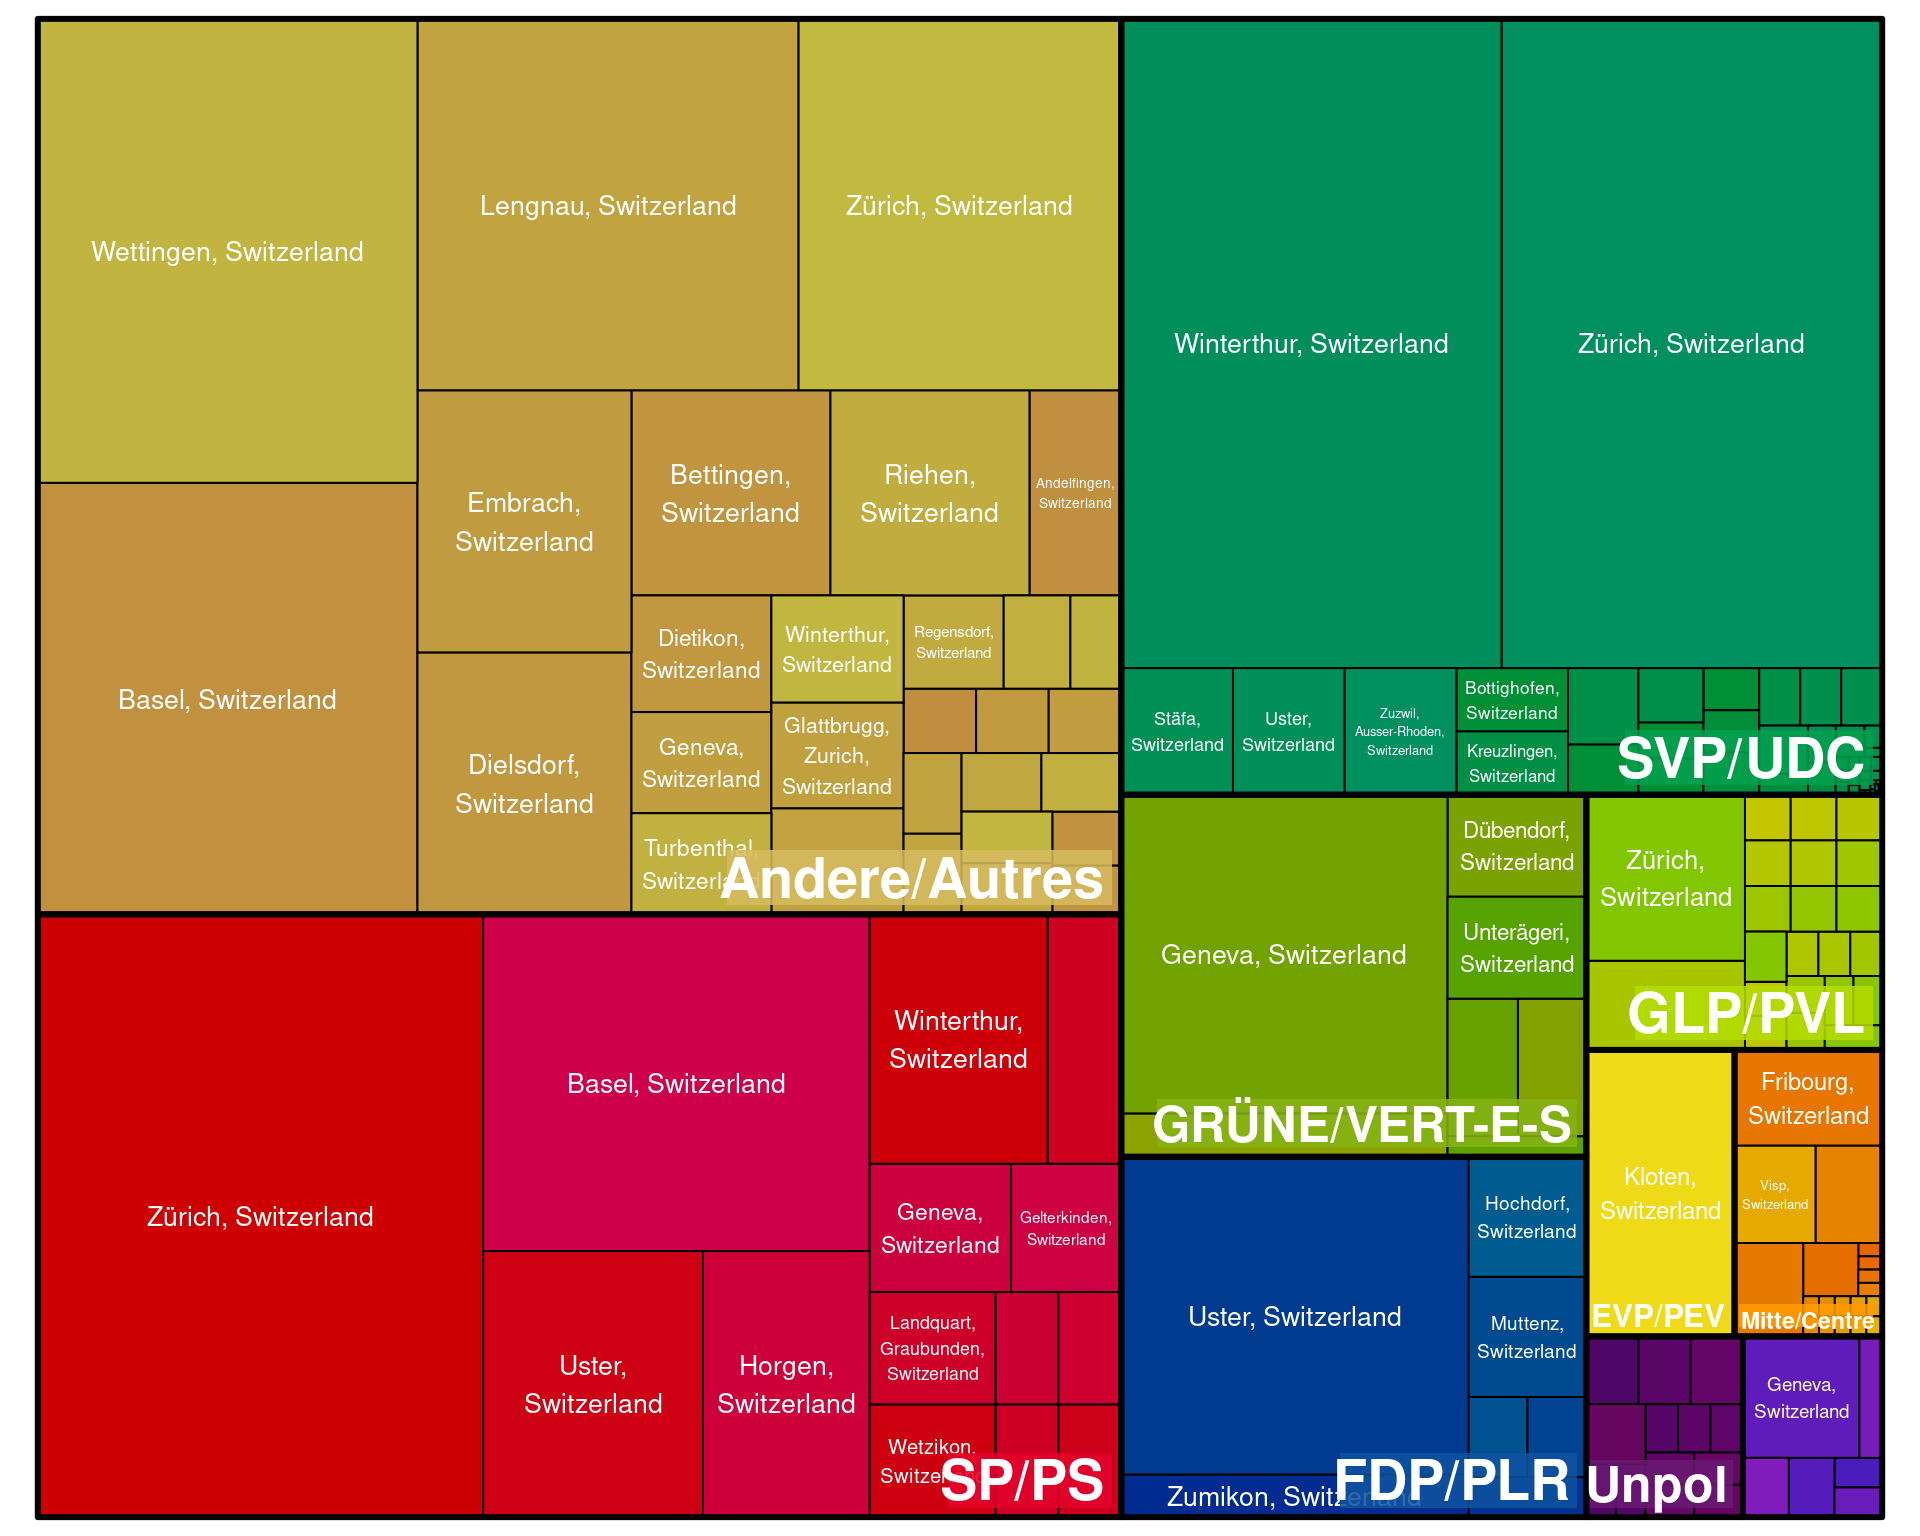 Wettingen, Switzerland
Lengnau, Switzerland
Zürich, Switzerland
Basel, Switzerland
Embrach,
Switzerland
Bettingen,
Switzerland
Riehen,
Switzerland
Andelfingen,
Switzerland
Dielsdorf,
Switzerland
Dietikon,
Switzerland
Winterthur,
Switzerland
Regensdorf,
Switzerland
Geneva,
Switzerland
Glattbrugg,
Zurich,
Switzerland
Turbenthal,
Switzerland
Andere/Autres
Winterthur, Switzerland
Zürich, Switzerland
Stäfa,
Switzerland
Uster,
Switzerland
Zuzwil,
Ausser-Rhoden,
Switzerland
Bottighofen,
Switzerland
Kreuzlingen,
Switzerland
SVP/UDC
Zürich, Switzerland
Basel, Switzerland
Winterthur,
Switzerland
Uster,
Switzerland
Horgen,
Switzerland
Geneva,
Switzerland
Gelterkinden,
Switzerland
Landquart,
Graubunden,
Switzerland
Wetzikon,
Switzerland
SP/PS
Geneva, Switzerland
Dübendorf,
Switzerland
Unterägeri,
Switzerland
GRÜNE/VERT-E-S
Zürich,
Switzerland
GLP/PVL
Uster, Switzerland
Hochdorf,
Switzerland
Muttenz,
Switzerland
Zumikon, Switzerland
FDP/PLR
Kloten,
Switzerland
EVP/PEV
Fribourg,
Switzerland
Visp,
Switzerland
Mitte/Centre
Unpol
Geneva,
Switzerland